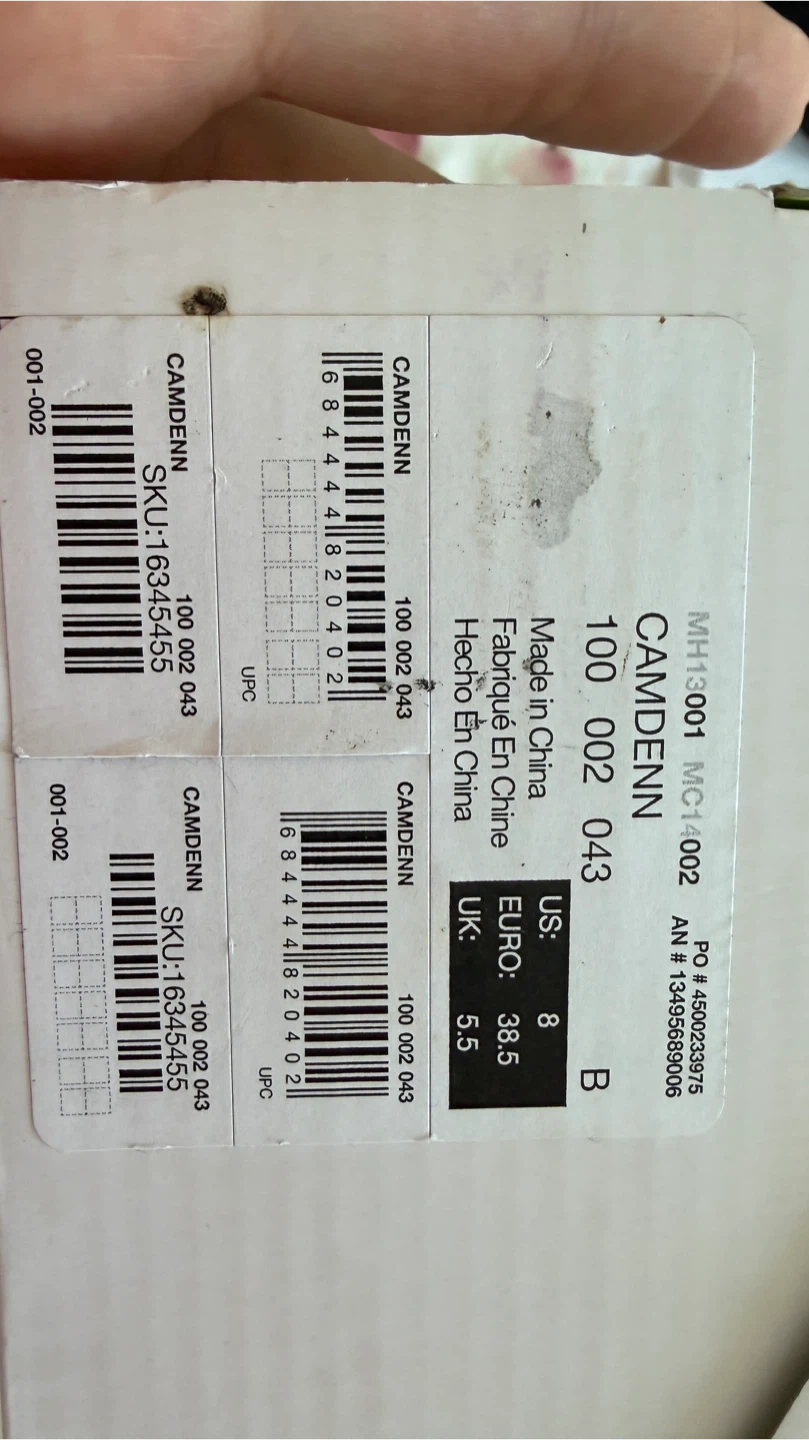 MH13001 MC14002
PO # 4500233975
AN # 13495689006
CAMDENN
100 002 043 B
Made in China
Fabriqué En Chine
Hecho En China
US: 8
EURO: 38.5
UK: 5.5
CAMDENN 100 002 043
6 84444 82040 2
UPC
CAMDENN 100 002 043
6 84444 82040 2
UPC
CAMDENN 100 002 043
SKU:16345455
001-002
CAMDENN 100 002 043
SKU:16345455
001-002